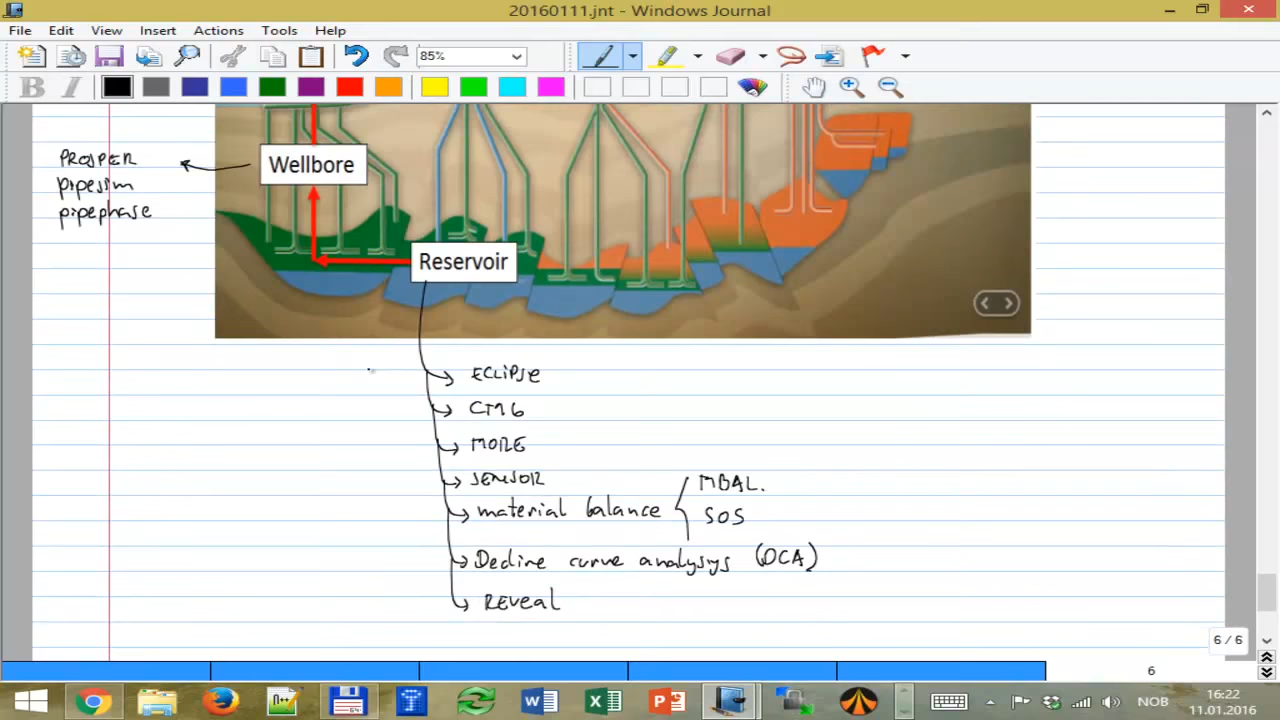 20160111.jnt - Windows Journal
File Edit View Insert Actions Tools Help
85%
B I
PROSPER
pipesim
pipephase
Wellbore
Reservoir
ECLIPSE
CMG
MORE
SENSOR
material balance { MBAL.
SOS
Decline curve analysys (DCA)
REVEAL
6/6
6
NOB
16:22
11.01.2016